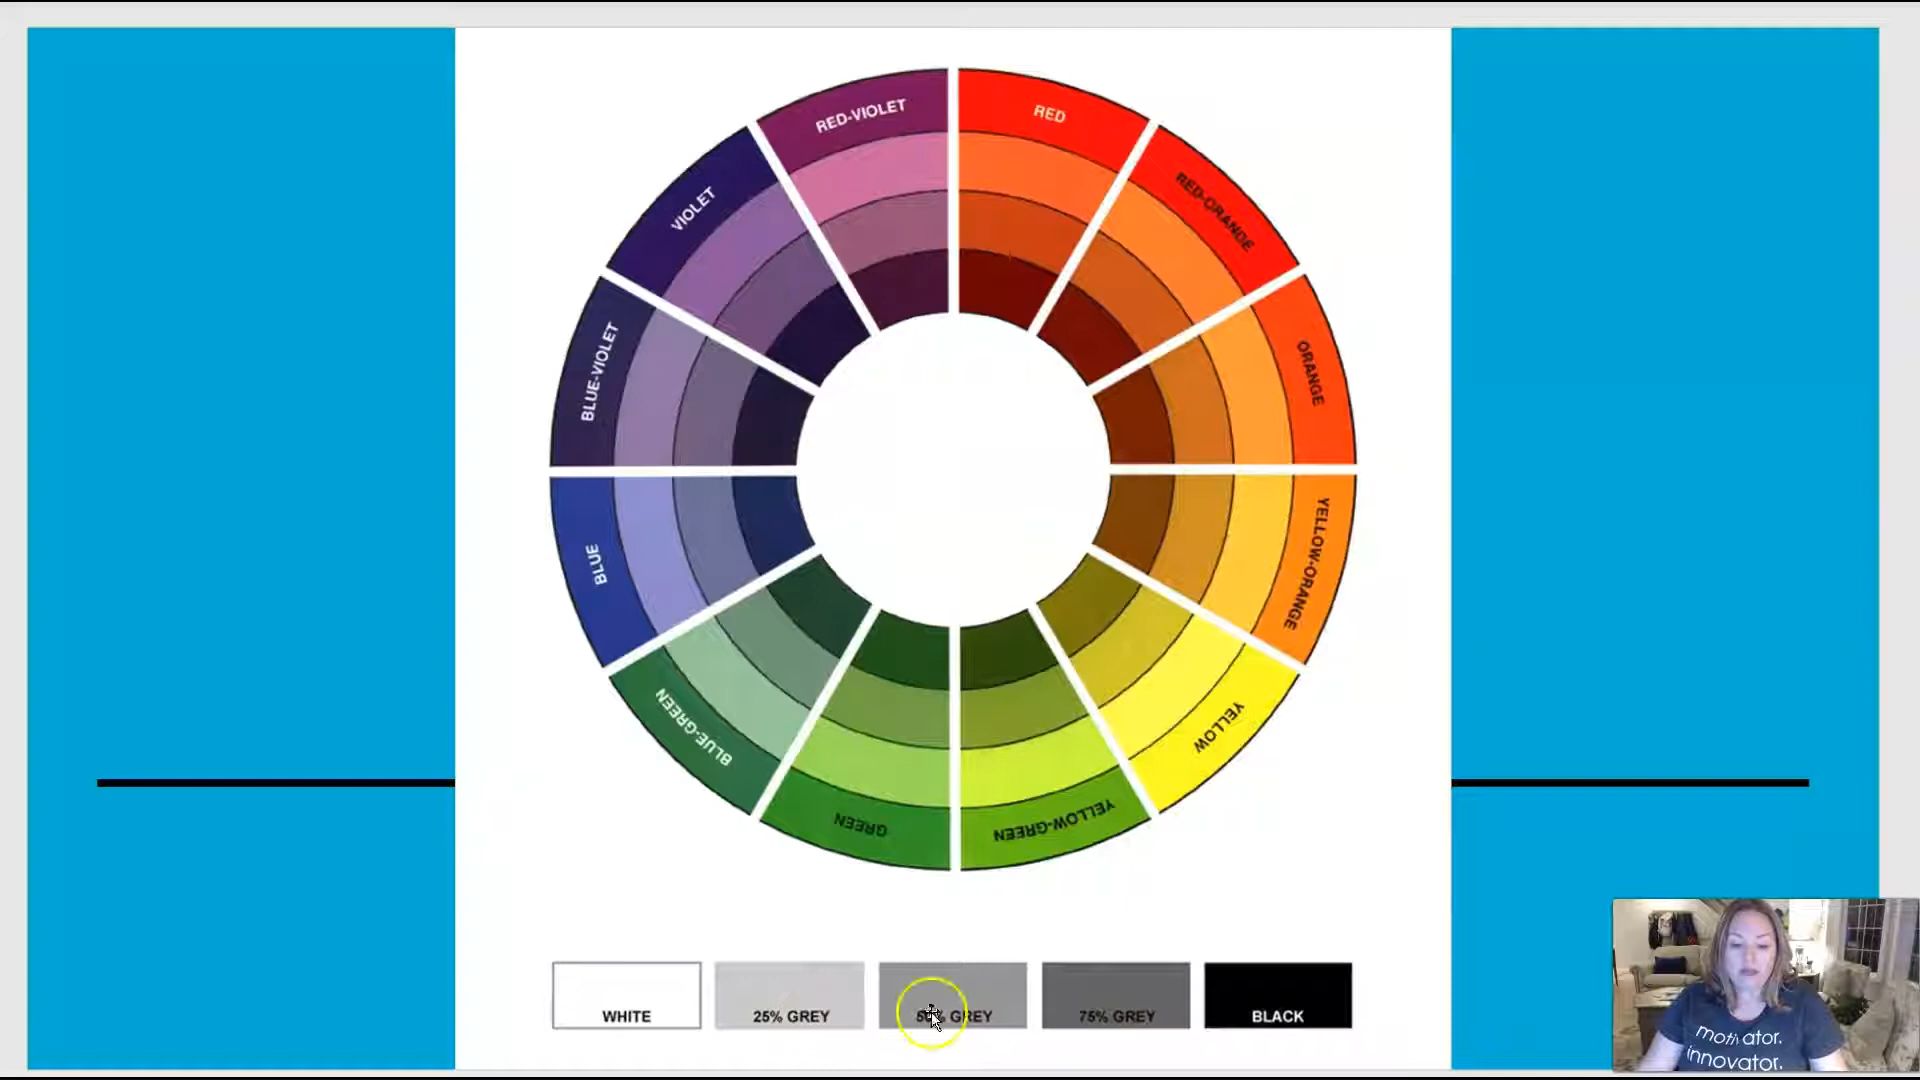 RED-VIOLET
RED
VIOLET
RED-ORANGE
BLUE-VIOLET
ORANGE
BLUE
YELLOW-ORANGE
BLUE-GREEN
YELLOW
GREEN
YELLOW-GREEN
WHITE
25% GREY
50% GREY
75% GREY
BLACK
motivator.
innovator.